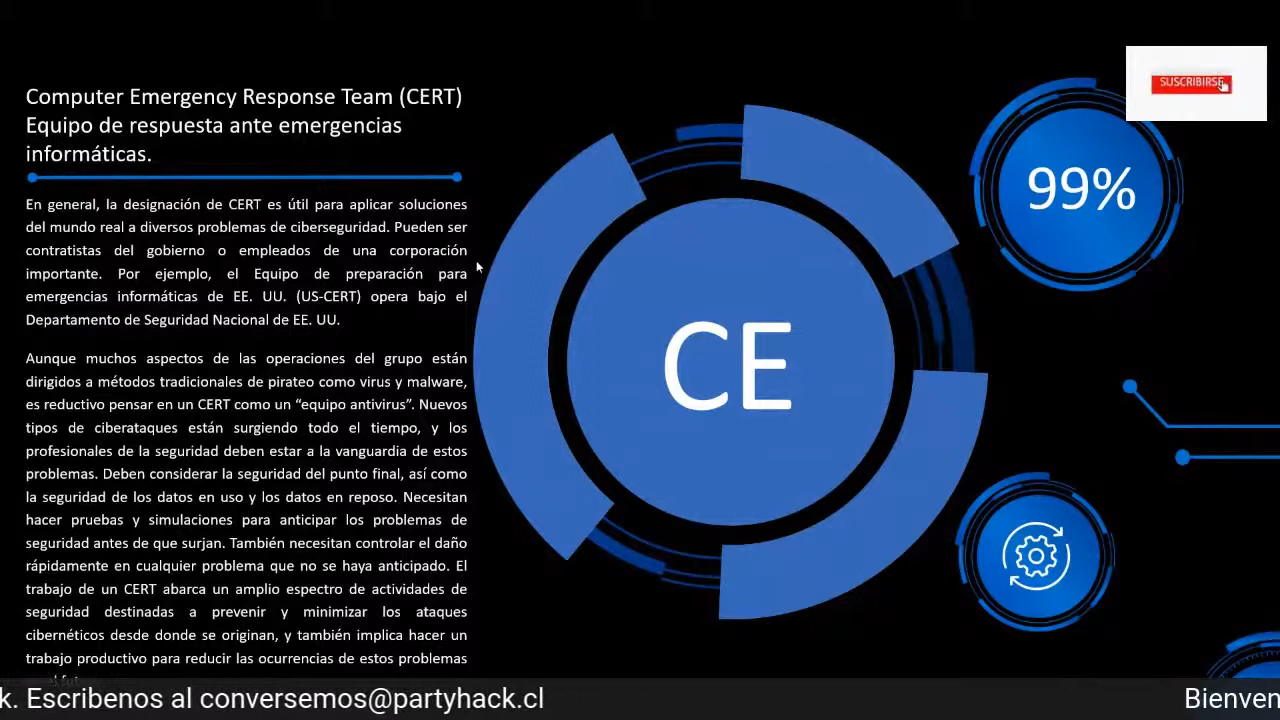 Computer Emergency Response Team (CERT)
Equipo de respuesta ante emergencias
informáticas.
En general, la designación de CERT es útil para aplicar soluciones
del mundo real a diversos problemas de ciberseguridad. Pueden ser
contratistas del gobierno o empleados de una corporación
importante. Por ejemplo, el Equipo de preparación para
emergencias informáticas de EE. UU. (US-CERT) opera bajo el
Departamento de Seguridad Nacional de EE. UU.
Aunque muchos aspectos de las operaciones del grupo están
dirigidos a métodos tradicionales de pirateo como virus y malware,
es reductivo pensar en un CERT como un “equipo antivirus”. Nuevos
tipos de ciberataques están surgiendo todo el tiempo, y los
profesionales de la seguridad deben estar a la vanguardia de estos
problemas. Deben considerar la seguridad del punto final, así como
la seguridad de los datos en uso y los datos en reposo. Necesitan
hacer pruebas y simulaciones para anticipar los problemas de
seguridad antes de que surjan. También necesitan controlar el daño
rápidamente en cualquier problema que no se haya anticipado. El
trabajo de un CERT abarca un amplio espectro de actividades de
seguridad destinadas a prevenir y minimizar los ataques
cibernéticos desde donde se originan, y también implica hacer un
trabajo productivo para reducir las ocurrencias de estos problemas
CE
99%
SUSCRIBIRSE
k. Escribenos al conversemos@partyhack.cl
Bienven